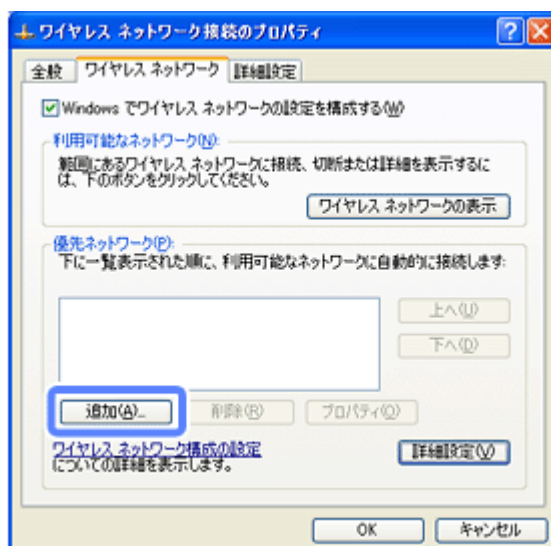 ワイヤレス ネットワーク接続のプロパティ
全般 ワイヤレス ネットワーク 詳細設定
Windows でワイヤレス ネットワークの設定を構成する(W)
利用可能なネットワーク(N):
範囲にあるワイヤレス ネットワークに接続、切断または詳細を表示するに
は、下のボタンをクリックしてください。
ワイヤレス ネットワークの表示
優先ネットワーク(P):
下に一覧表示された順に、利用可能なネットワークに自動的に接続します:
上へ(U)
下へ(D)
追加(A)... 削除(R) プロパティ(O)
ワイヤレス ネットワーク構成の設定
についての詳細を表示します。
詳細設定(V)
OK キャンセル